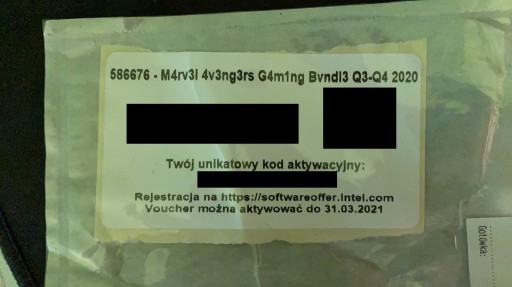 586676 - M4rv3l 4v3ng3rs G4m1ng Bvndl3 Q3-Q4 2020
Twój unikatowy kod aktywacyjny:
Rejestracja na https://softwareoffer.intel.com
Voucher można aktywować do 31.03.2021
Gotówka: